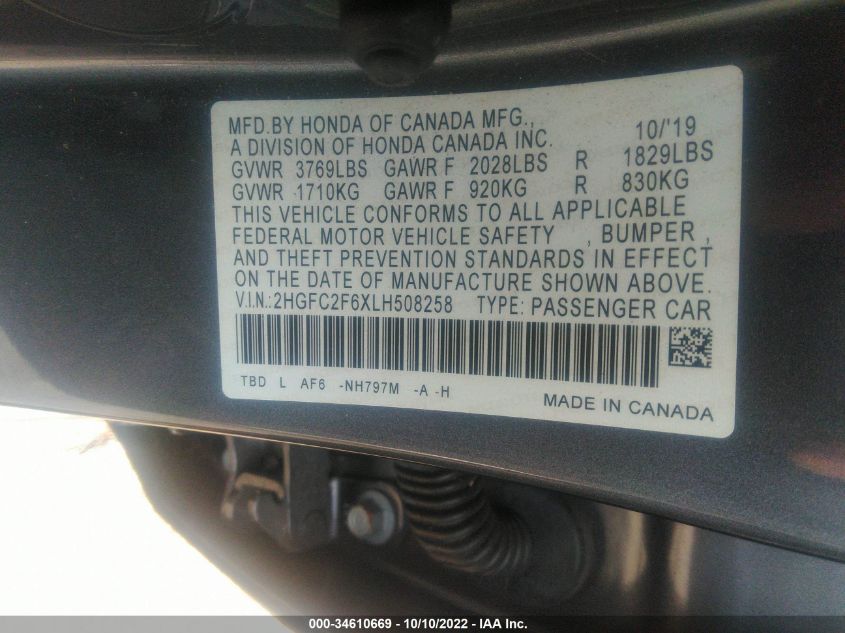 MFD.BY HONDA OF CANADA MFG., 10/'19
A DIVISION OF HONDA CANADA INC.
GVWR 3769LBS GAWR F 2028LBS R 1829LBS
GVWR 1710KG GAWR F 920KG R 830KG
THIS VEHICLE CONFORMS TO ALL APPLICABLE
FEDERAL MOTOR VEHICLE SAFETY , BUMPER ,
AND THEFT PREVENTION STANDARDS IN EFFECT
ON THE DATE OF MANUFACTURE SHOWN ABOVE.
V.I.N.:2HGFC2F6XLH508258 TYPE: PASSENGER CAR
TBD L AF6 -NH797M -A -H
MADE IN CANADA
000-34610669 - 10/10/2022 - IAA Inc.